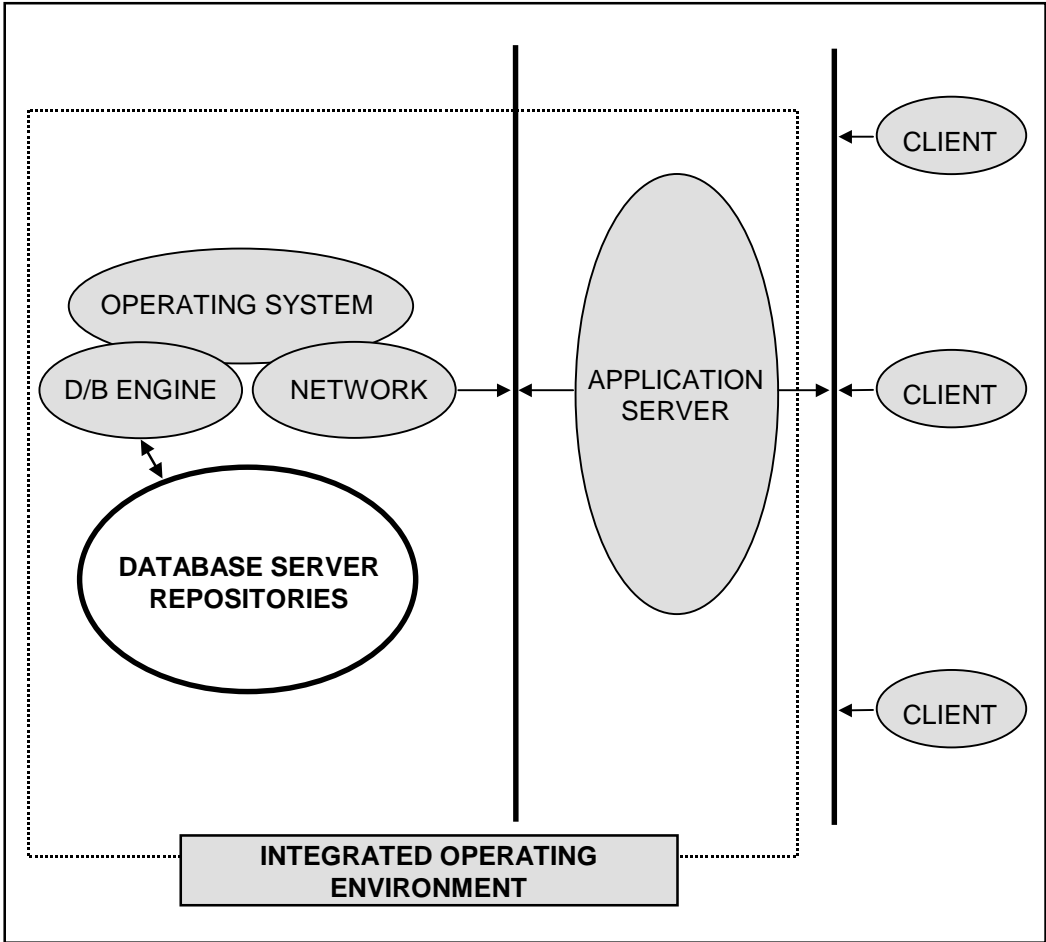 CLIENT
OPERATING SYSTEM
D/B ENGINE
NETWORK
APPLICATION
SERVER
CLIENT
DATABASE SERVER
REPOSITORIES
CLIENT
INTEGRATED OPERATING
ENVIRONMENT